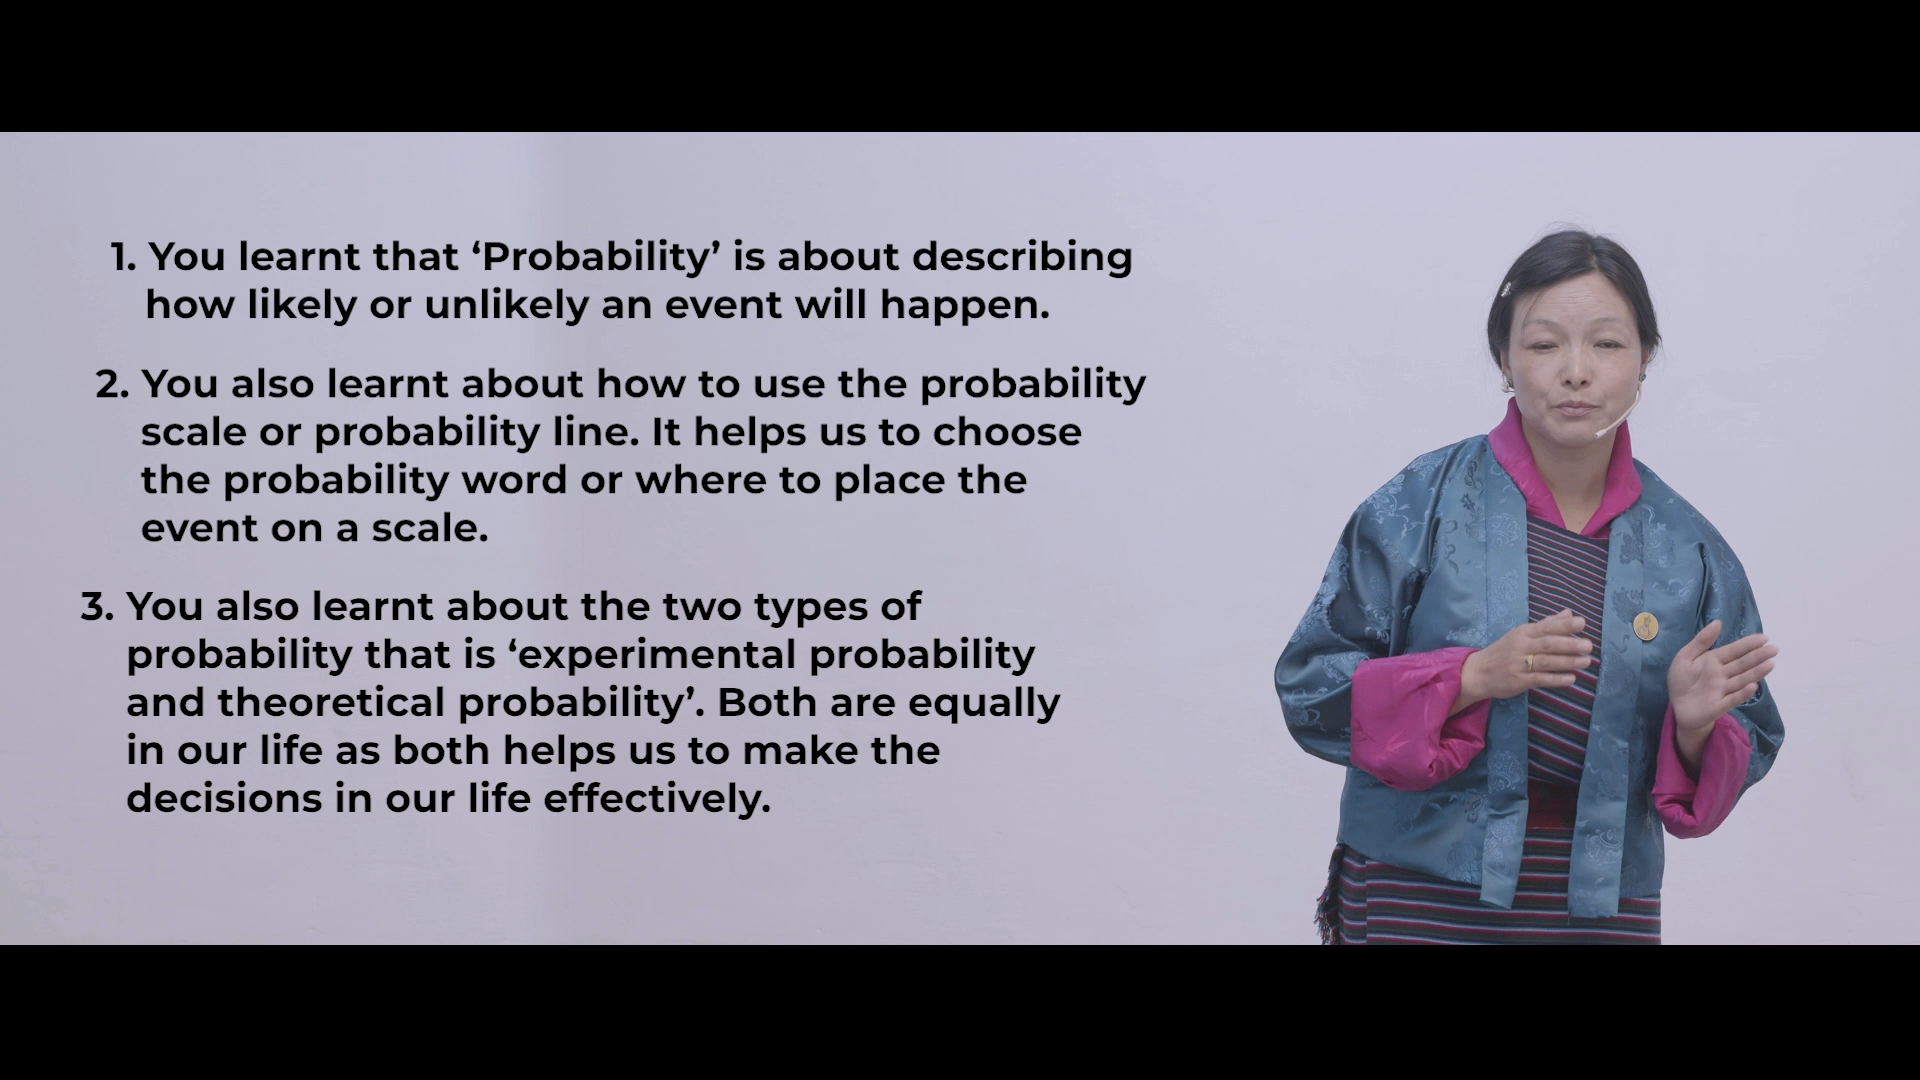 1. You learnt that ‘Probability’ is about describing
how likely or unlikely an event will happen.
2. You also learnt about how to use the probability
scale or probability line. It helps us to choose
the probability word or where to place the
event on a scale.
3. You also learnt about the two types of
probability that is ‘experimental probability
and theoretical probability’. Both are equally
in our life as both helps us to make the
decisions in our life effectively.